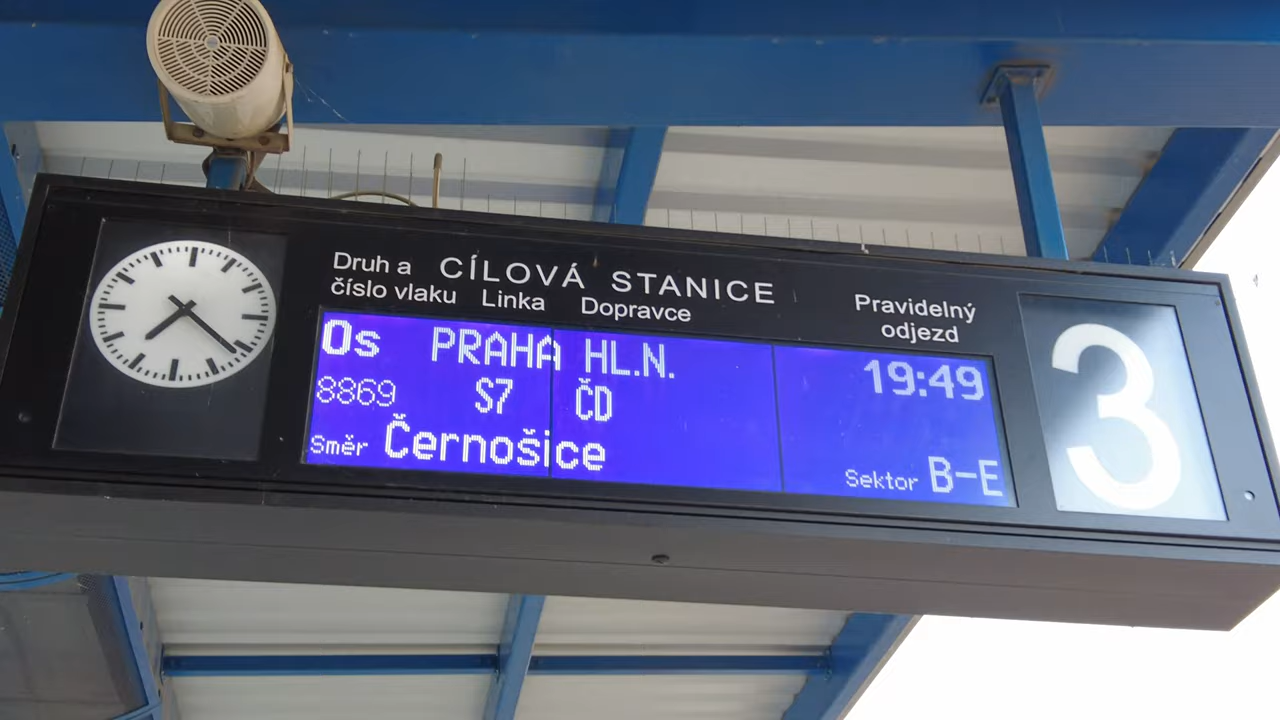 Druh a CÍLOVÁ STANICE
číslo vlaku Linka Dopravce Pravidelný odjezd
Os PRAHA HL.N. 19:49
8869 S7 ČD
Směr Černošice Sektor B-E
3